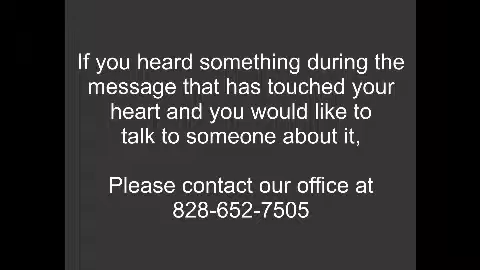 If you heard something during the
message that has touched your
heart and you would like to
talk to someone about it,
Please contact our office at
828-652-7505